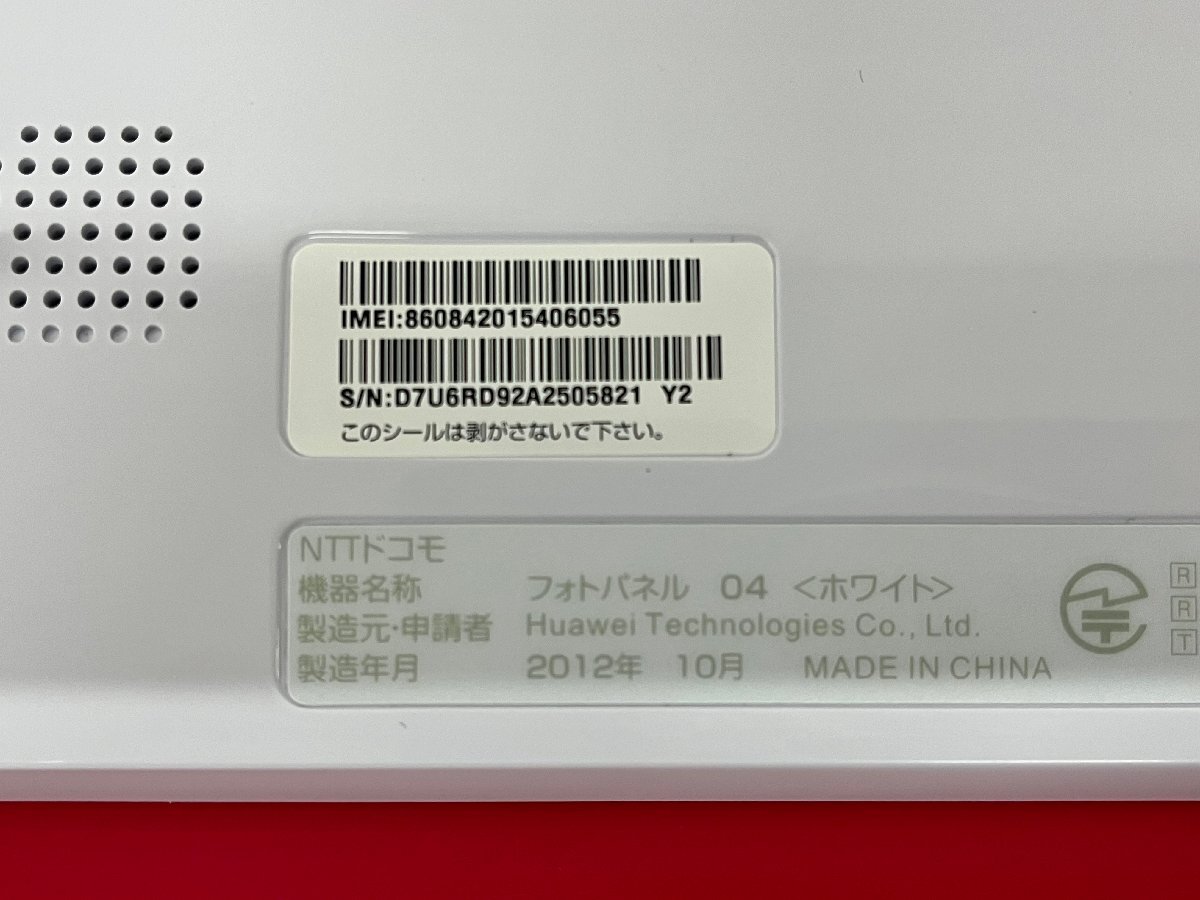 IMEI:860842015406055
S/N:D7U6RD92A2505821 Y2
このシールは剥がさないで下さい。
NTTドコモ
機器名称 フォトパネル 04 <ホワイト>
製造元・申請者 Huawei Technologies Co., Ltd.
製造年月 2012年 10月 MADE IN CHINA
R
R
T